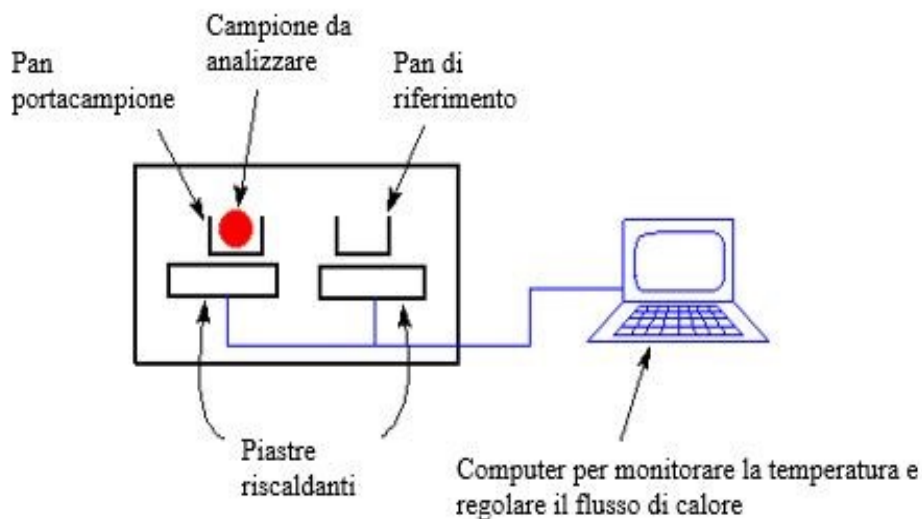 Campione da
analizzare
Pan
portacampione
Pan di
riferimento
Piastre
riscaldanti
Computer per monitorare la temperatura e
regolare il flusso di calore